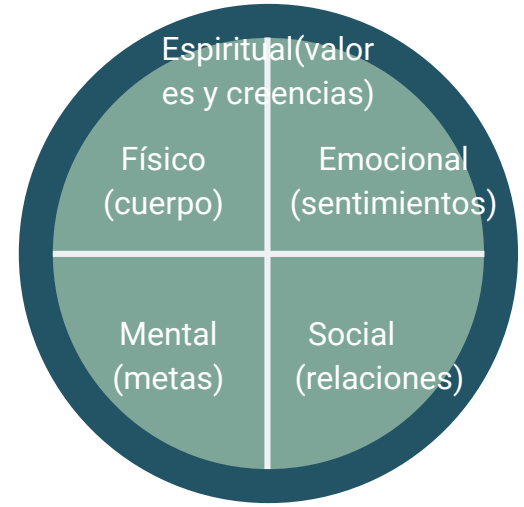 Espiritual(valor
es y creencias)
Físico
(cuerpo)
Emocional
(sentimientos)
Mental
(metas)
Social
(relaciones)